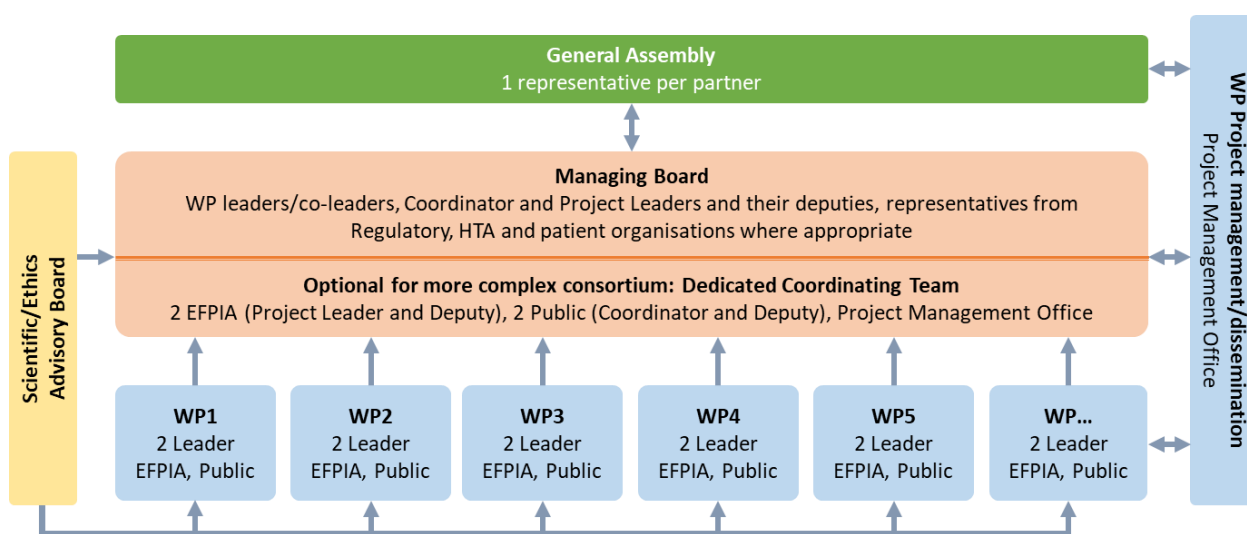 General Assembly
1 representative per partner
Managing Board
WP leaders/co-leaders, Coordinator and Project Leaders and their deputies, representatives from
Regulatory, HTA and patient organisations where appropriate
Optional for more complex consortium: Dedicated Coordinating Team
2 EFPIA (Project Leader and Deputy), 2 Public (Coordinator and Deputy), Project Management Office
Scientific/Ethics
Advisory Board
WP1
2 Leader
EFPIA, Public
WP2
2 Leader
EFPIA, Public
WP3
2 Leader
EFPIA, Public
WP4
2 Leader
EFPIA, Public
WP5
2 Leader
EFPIA, Public
WP...
2 Leader
EFPIA, Public
WP Project management/dissemination
Project Management Office